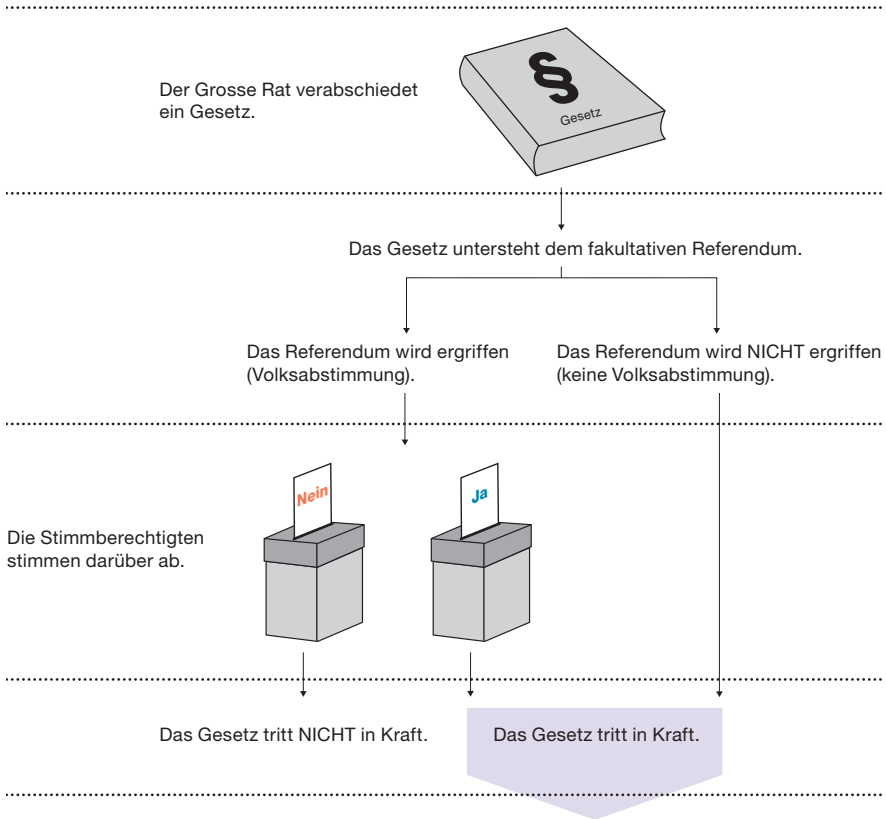 Der Grosse Rat verabschiedet
ein Gesetz.
§
Gesetz
Das Gesetz untersteht dem fakultativen Referendum.
Das Referendum wird ergriffen
(Volksabstimmung).
Das Referendum wird NICHT ergriffen
(keine Volksabstimmung).
Nein
Ja
Die Stimmberechtigten
stimmen darüber ab.
Das Gesetz tritt NICHT in Kraft.
Das Gesetz tritt in Kraft.